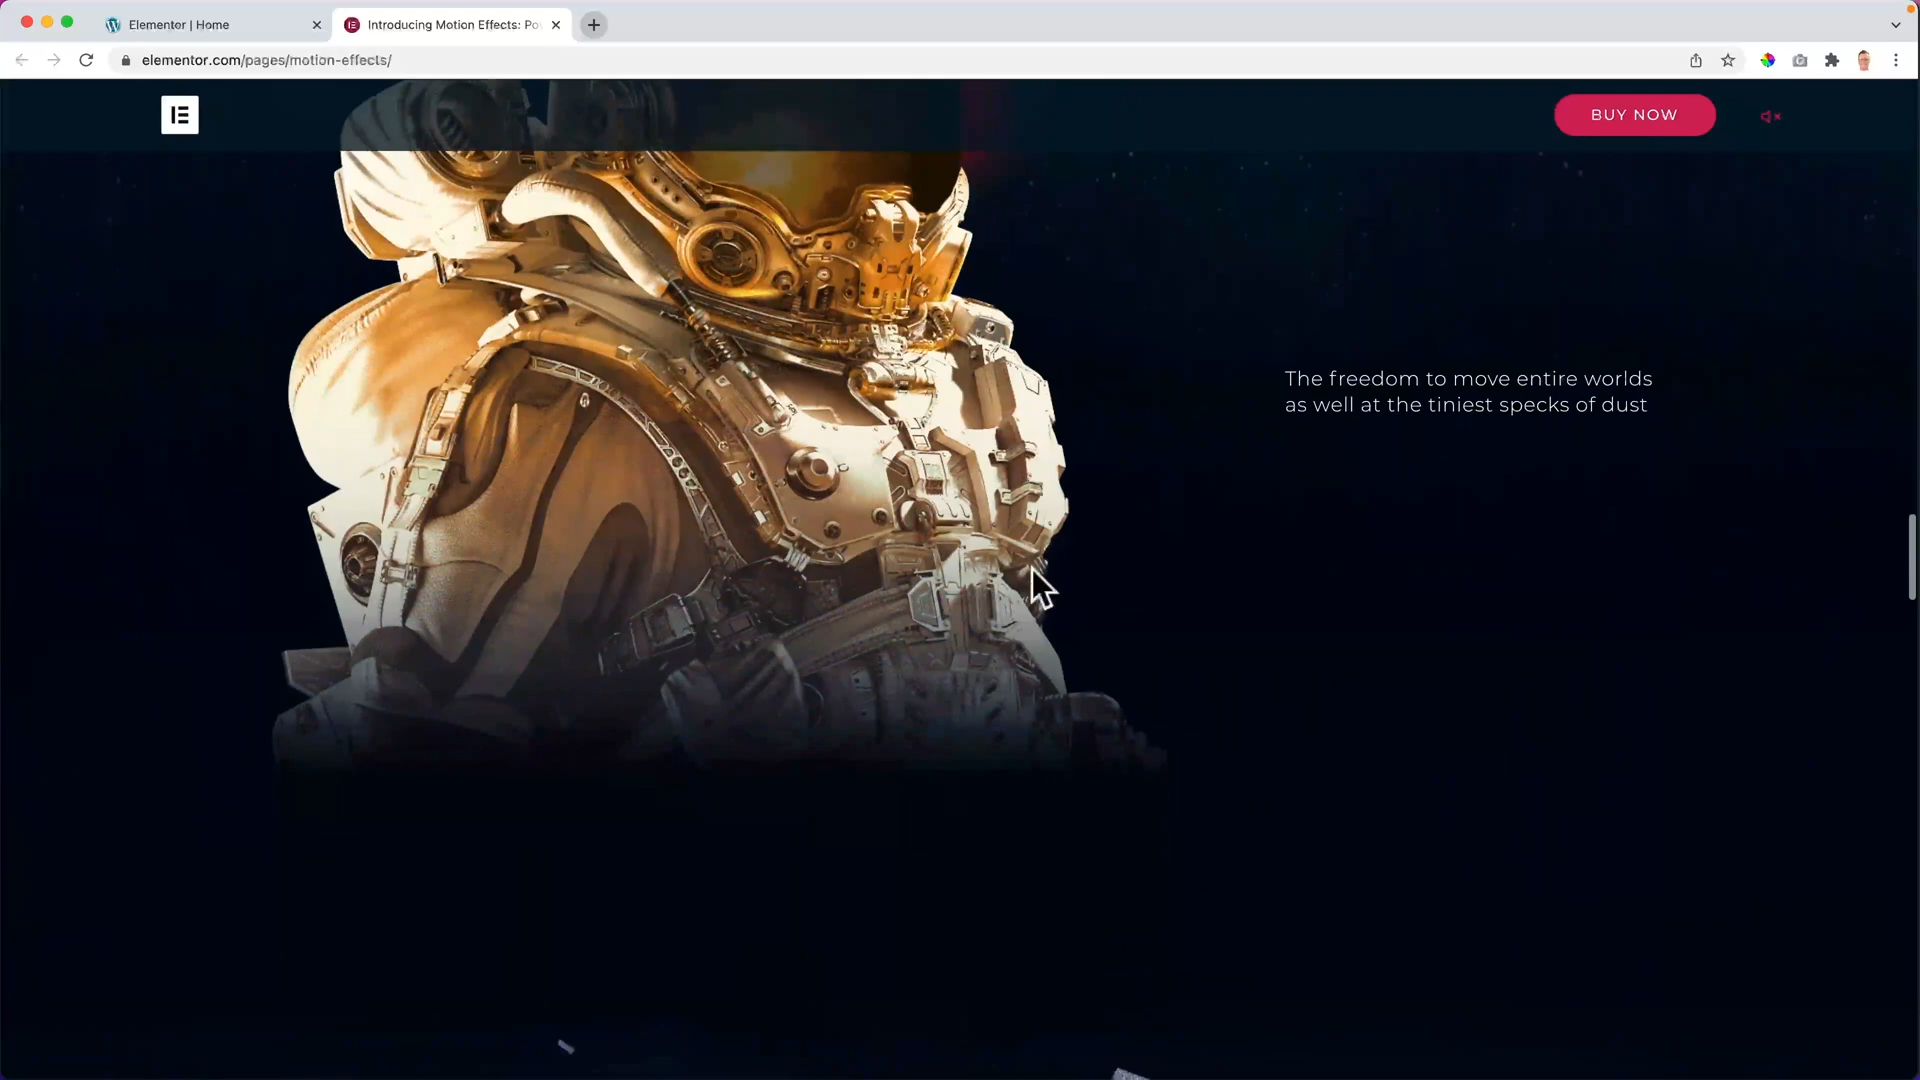 Elementor | Home
Introducing Motion Effects: Po
elementor.com/pages/motion-effects/
BUY NOW
The freedom to move entire worlds
as well at the tiniest specks of dust